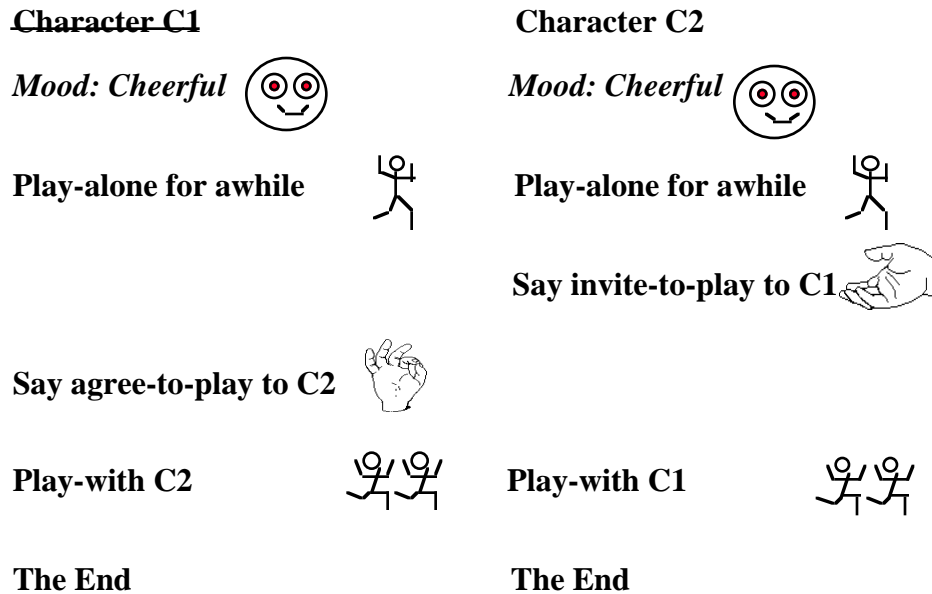 Character C1
Character C2
Mood: Cheerful
Mood: Cheerful
Play-alone for awhile
Play-alone for awhile
Say invite-to-play to C1
Say agree-to-play to C2
Play-with C2
Play-with C1
The End
The End